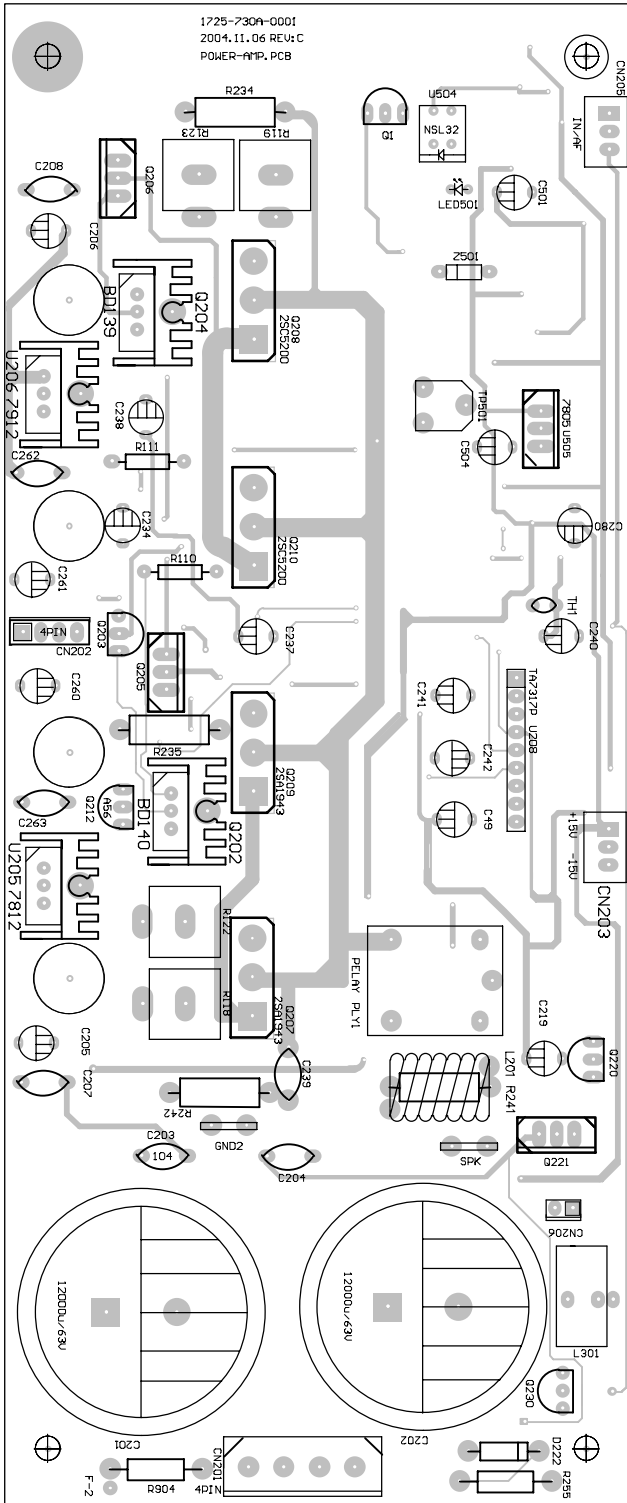 1725-730A-0001
2004.11.06 REV:C
POWER-AMP.PCB
CN205
IN/AF
R234
R123
R119
Q1
U504
NSL32
LED501
C501
C208
Q206
C206
Z501
BD139
Q204
Q208
2SC5200
U206 7912
C238
TP501
7805 U505
C504
R111
C262
C234
Q210
2SC5200
C280
R110
C261
TH1
4PIN
CN202
Q203
C237
C240
Q205
C260
C241
TA7317P U208
R235
C242
Q209
2SA1943
Q212
A56
BD140
Q202
C263
C49
+15V -15V
CN203
U205 7812
R122
R118
Q207
2SA1943
RELAY RLY1
C219
Q220
C205
C207
C239
L201 R241
R242
GND2
C203
104
C204
SPK
Q221
CN206
12000u/63V
12000u/63V
L301
Q230
C201
C202
CN201
4PIN
F-2
R904
D222
R255